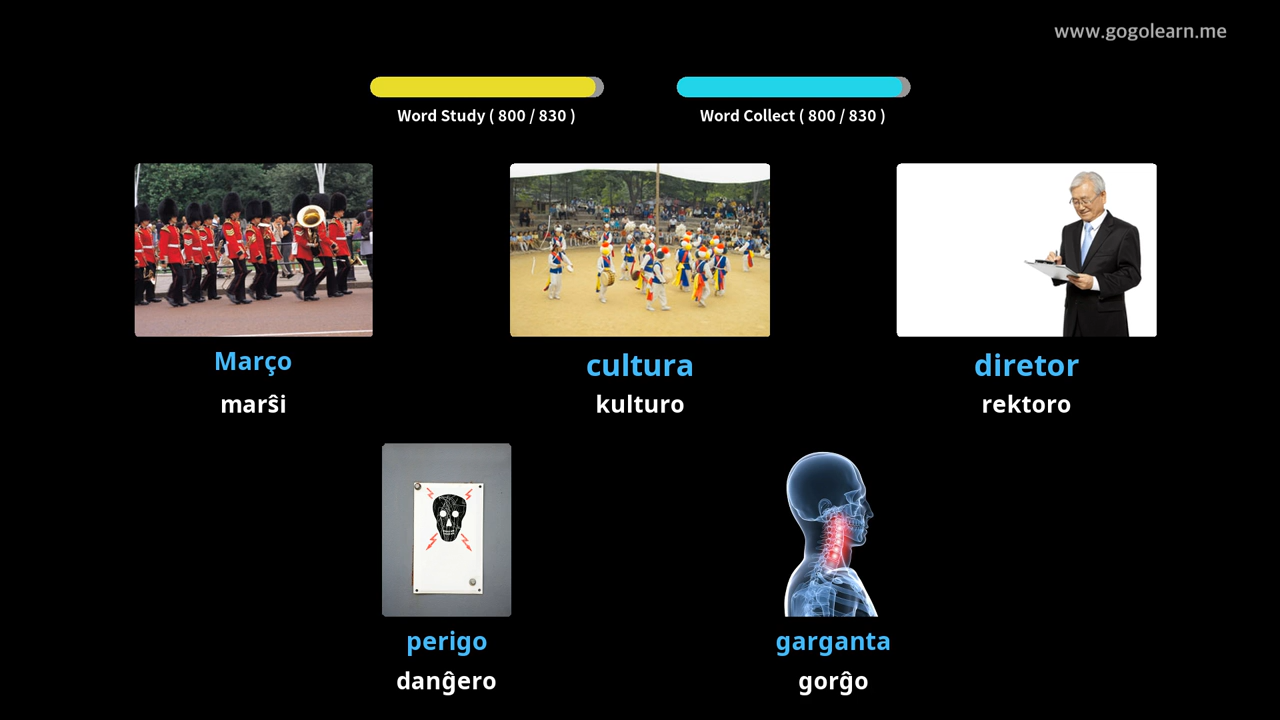 www.gogolearn.me
Word Study ( 800 / 830 )
Word Collect ( 800 / 830 )
Março
marŝi
cultura
kulturo
diretor
rektoro
perigo
danĝero
garganta
gorĝo